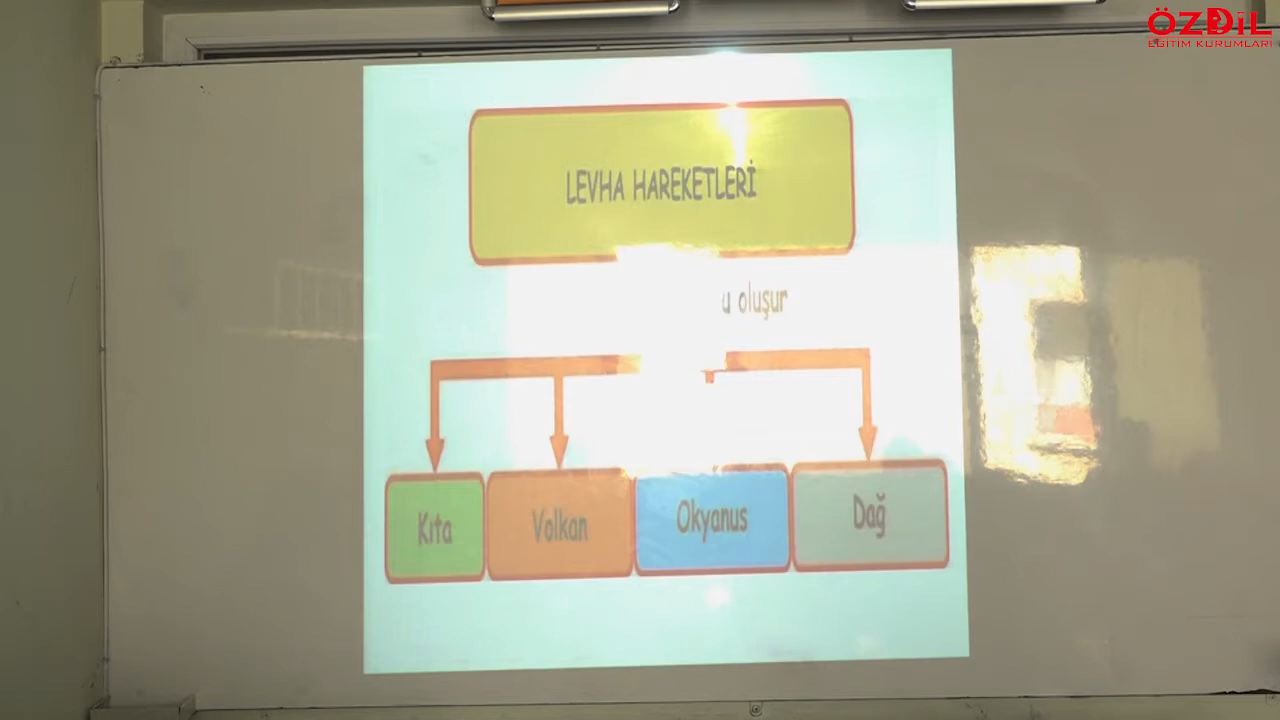 ÖZDİL
EĞİTİM KURUMLARI
LEVHA HAREKETLERİ
oluşur
Kıta
Volkan
Okyanus
Dağ